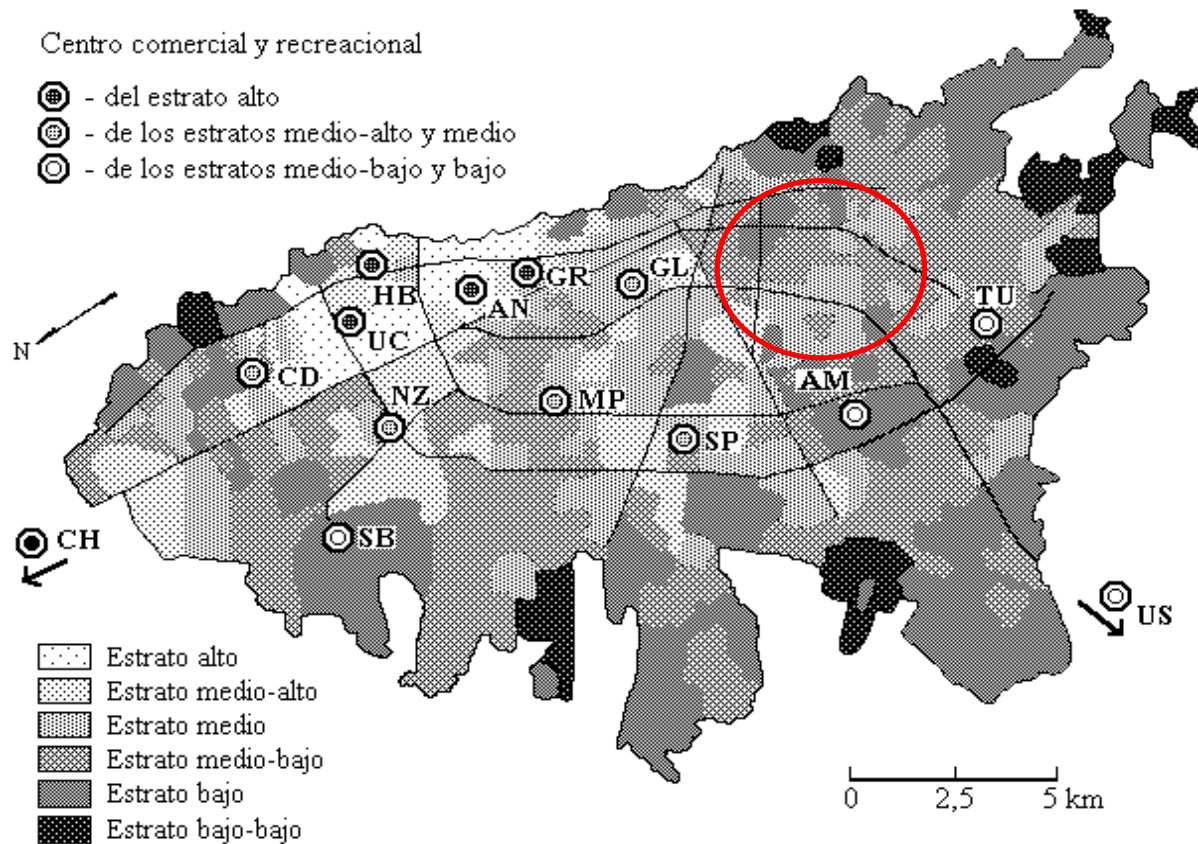 Centro comercial y recreacional
- del estrato alto
- de los estratos medio-alto y medio
- de los estratos medio-bajo y bajo
N
HB
UC
AN
GR
GL
TU
CD
NZ
MP
AM
SP
SB
CH
US
Estrato alto
Estrato medio-alto
Estrato medio
Estrato medio-bajo
Estrato bajo
Estrato bajo-bajo
0 2,5 5 km